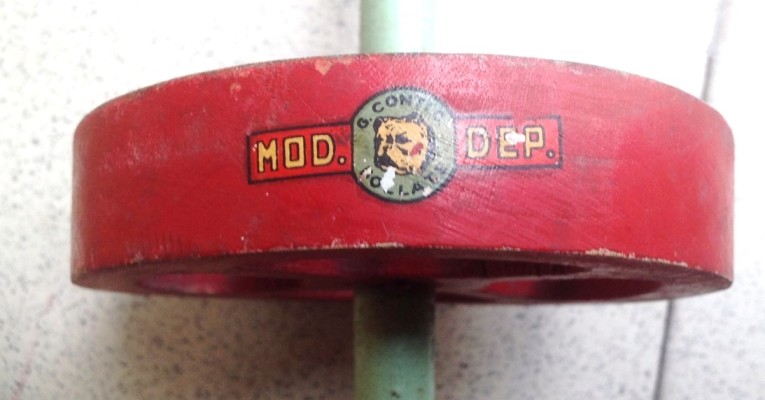 MOD. DEP.
G. CONTI